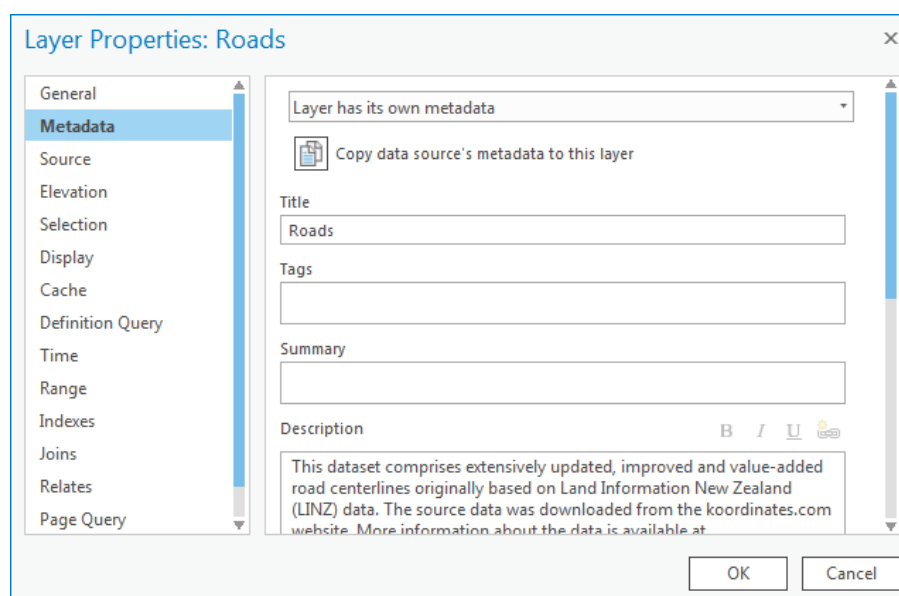 Layer Properties: Roads
General
Metadata
Source
Elevation
Selection
Display
Cache
Definition Query
Time
Range
Indexes
Joins
Relates
Page Query
Layer has its own metadata
Copy data source's metadata to this layer
Title
Roads
Tags
Summary
Description
B I U
This dataset comprises extensively updated, improved and value-added
road centerlines originally based on Land Information New Zealand
(LINZ) data. The source data was downloaded from the koordinates.com
website. More information about the data is available at
OK
Cancel